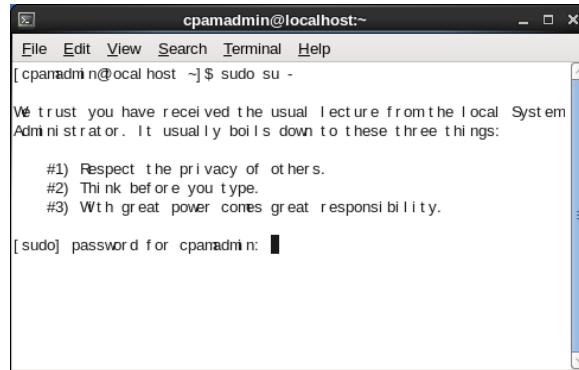 cpamadmin@localhost:~
File Edit View Search Terminal Help
[cpamadmin@localhost ~]$ sudo su -
We trust you have received the usual lecture from the local System
Administrator. It usually boils down to these three things:
#1) Respect the privacy of others.
#2) Think before you type.
#3) With great power comes great responsibility.
[sudo] password for cpamadmin: